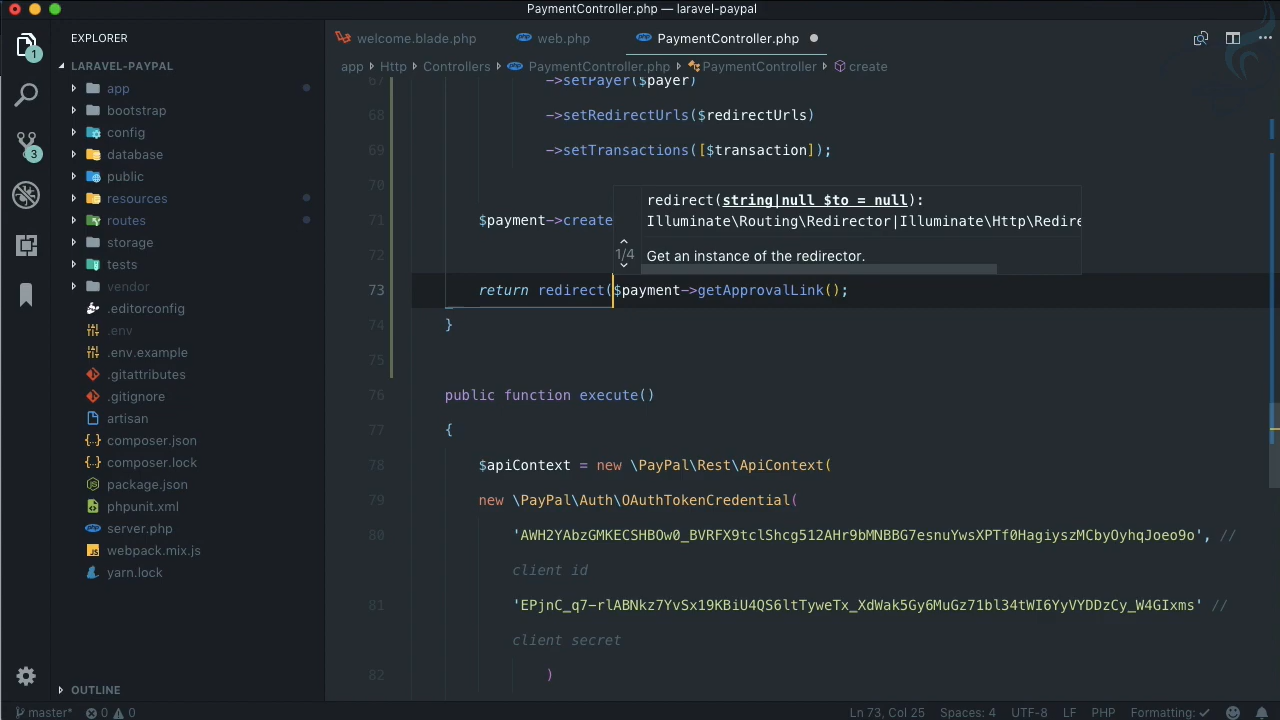 PaymentController.php — laravel-paypal
EXPLORER
1
3
LARAVEL-PAYPAL
app
bootstrap
config
database
public
resources
routes
storage
tests
vendor
.editorconfig
.env
.env.example
.gitattributes
.gitignore
artisan
composer.json
composer.lock
package.json
phpunit.xml
server.php
webpack.mix.js
yarn.lock
OUTLINE
welcome.blade.php web.php PaymentController.php
app Http Controllers PaymentController.php PaymentController create
67 ->setPayer($payer)
68 ->setRedirectUrls($redirectUrls)
69 ->setTransactions([$transaction]);
70
redirect(string|null $to = null):
71 $payment->create
Illuminate\Routing\Redirector|Illuminate\Http\Redire
72
1/4 Get an instance of the redirector.
73 return redirect($payment->getApprovalLink();
74 }
75
76 public function execute()
77 {
78 $apiContext = new \PayPal\Rest\ApiContext(
79 new \PayPal\Auth\OAuthTokenCredential(
80 'AWH2YAbzGMKECSHBOw0_BVRFX9tclShcg512AHr9bMNBBG7esnuYwsXPTf0HagiyszMCbyOyhqJoeo9o', //
client id
81 'EPjnC_q7-rlABNkz7YvSx19KBiU4QS6ltTyweTx_XdWak5Gy6MuGz71bl34tWI6YyVYDDzCy_W4GIxms' //
client secret
82 )
master* 0 0 Ln 73, Col 25 Spaces: 4 UTF-8 LF PHP Formatting: ✓